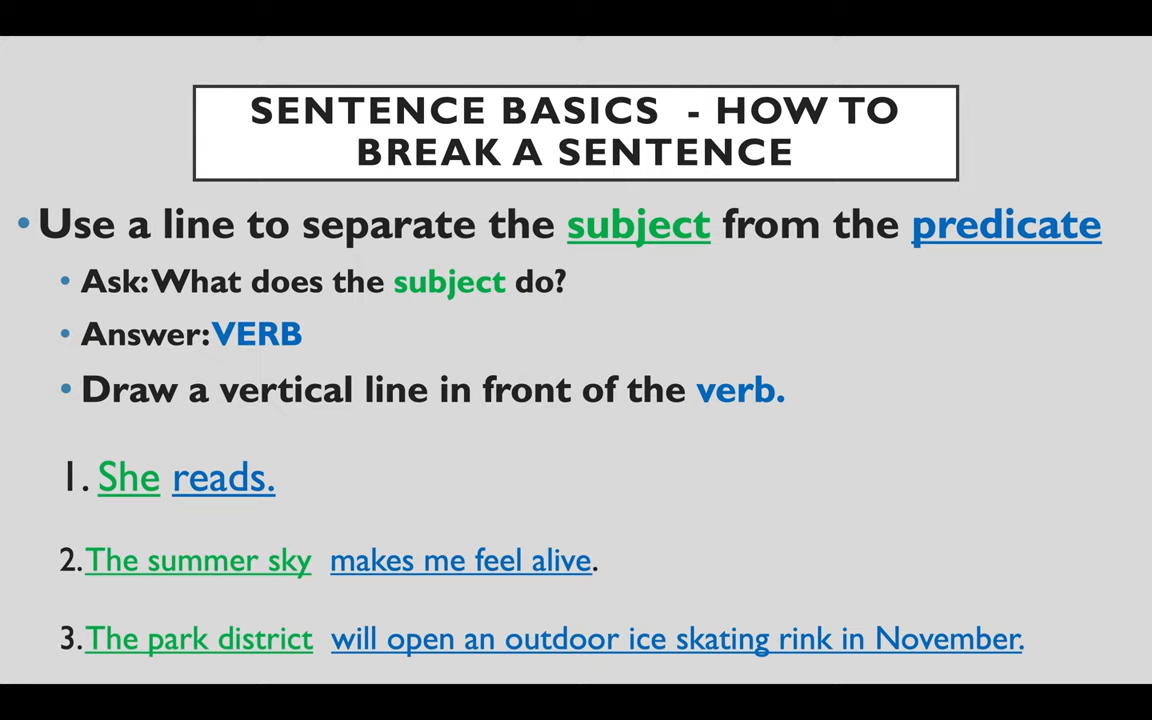 SENTENCE BASICS - HOW TO
BREAK A SENTENCE
• Use a line to separate the subject from the predicate
• Ask: What does the subject do?
• Answer: VERB
• Draw a vertical line in front of the verb.
1. She reads.
2. The summer sky makes me feel alive.
3. The park district will open an outdoor ice skating rink in November.